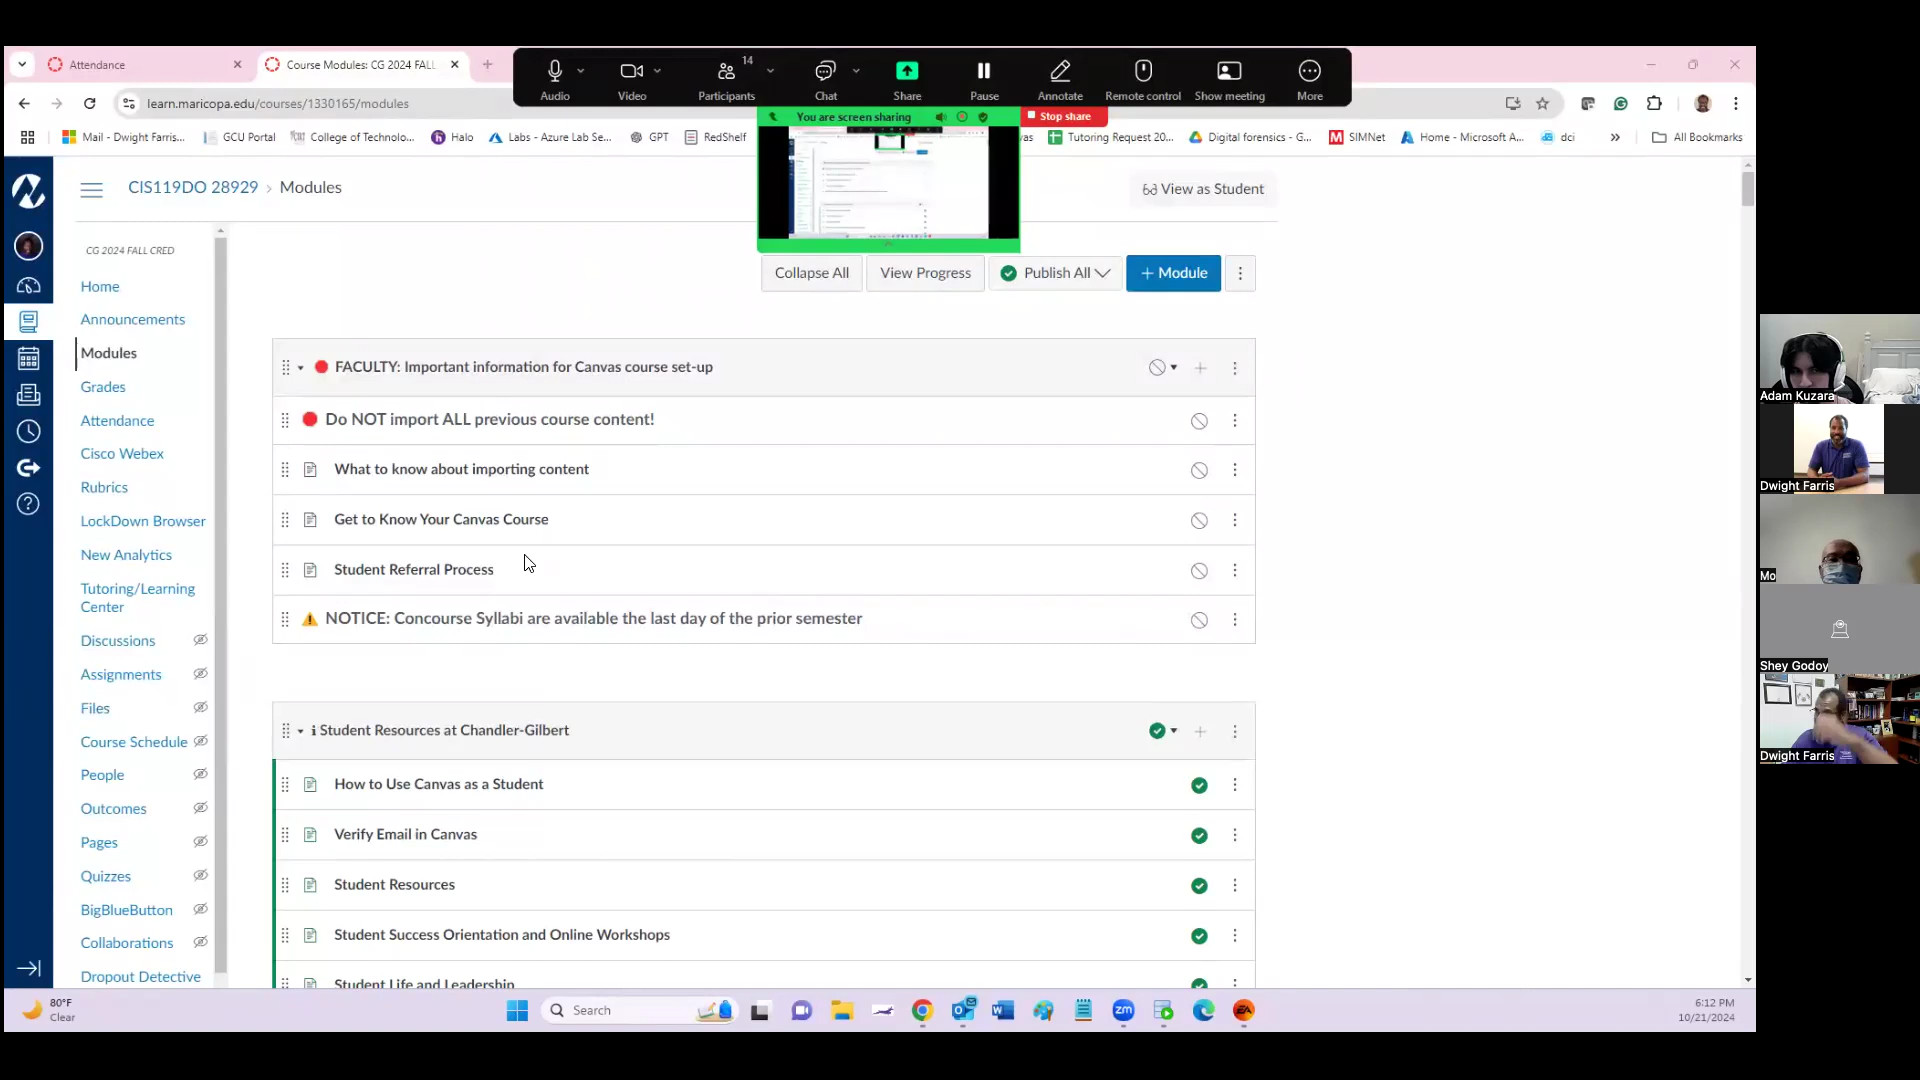 Attendance
Course Modules: CG 2024 FALL
Audio
Video
14
Participants
Chat
Share
Pause
Annotate
Remote control
Show meeting
More
learn.maricopa.edu/courses/1330165/modules
You are screen sharing
Stop share
Mail - Dwight Farris...
GCU Portal
College of Technolo...
Halo
Labs - Azure Lab Se...
GPT
RedShelf
vas
Tutoring Request 20...
Digital forensics - G...
SIMNet
Home - Microsoft A...
dci
All Bookmarks
CIS119DO 28929 › Modules
View as Student
CG 2024 FALL CRED
Home
Announcements
Modules
Grades
Attendance
Cisco Webex
Rubrics
LockDown Browser
New Analytics
Tutoring/Learning
Center
Discussions
Assignments
Files
Course Schedule
People
Outcomes
Pages
Quizzes
BigBlueButton
Collaborations
Dropout Detective
Collapse All
View Progress
Publish All
+ Module
FACULTY: Important information for Canvas course set-up
Do NOT import ALL previous course content!
What to know about importing content
Get to Know Your Canvas Course
Student Referral Process
NOTICE: Concourse Syllabi are available the last day of the prior semester
ℹ Student Resources at Chandler-Gilbert
How to Use Canvas as a Student
Verify Email in Canvas
Student Resources
Student Success Orientation and Online Workshops
Student Life and Leadership
Adam Kuzara
Dwight Farris
Mo
Shey Godoy
Dwight Farris
80°F
Clear
Search
zm
6:12 PM
10/21/2024